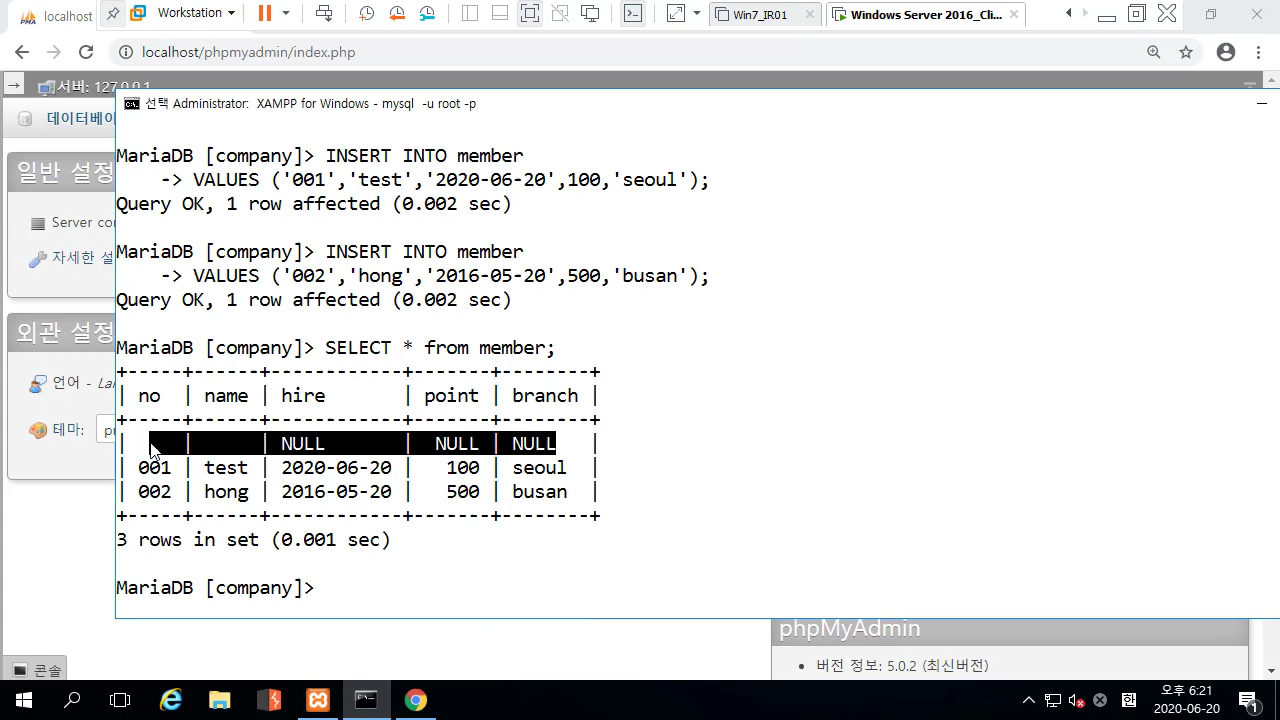 Workstation
Win7_IR01
Windows Server 2016_Cli...
localhost
localhost/phpmyadmin/index.php
서버: 127.0.0.1
데이터베이
선택 Administrator: XAMPP for Windows - mysql -u root -p
일반 설정
Server con
자세한 설
외관 설정
언어 - Lan
테마:
MariaDB [company]> INSERT INTO member
-> VALUES ('001','test','2020-06-20',100,'seoul');
Query OK, 1 row affected (0.002 sec)
MariaDB [company]> INSERT INTO member
-> VALUES ('002','hong','2016-05-20',500,'busan');
Query OK, 1 row affected (0.002 sec)
MariaDB [company]> SELECT * from member;
+-----+------+------------+-------+--------+
| no | name | hire | point | branch |
+-----+------+------------+-------+--------+
| | | NULL | NULL | NULL |
| 001 | test | 2020-06-20 | 100 | seoul |
| 002 | hong | 2016-05-20 | 500 | busan |
+-----+------+------------+-------+--------+
3 rows in set (0.001 sec)
MariaDB [company]>
phpMyAdmin
버전 정보: 5.0.2 (최신버전)
콘솔
한
오후 6:21
2020-06-20
1